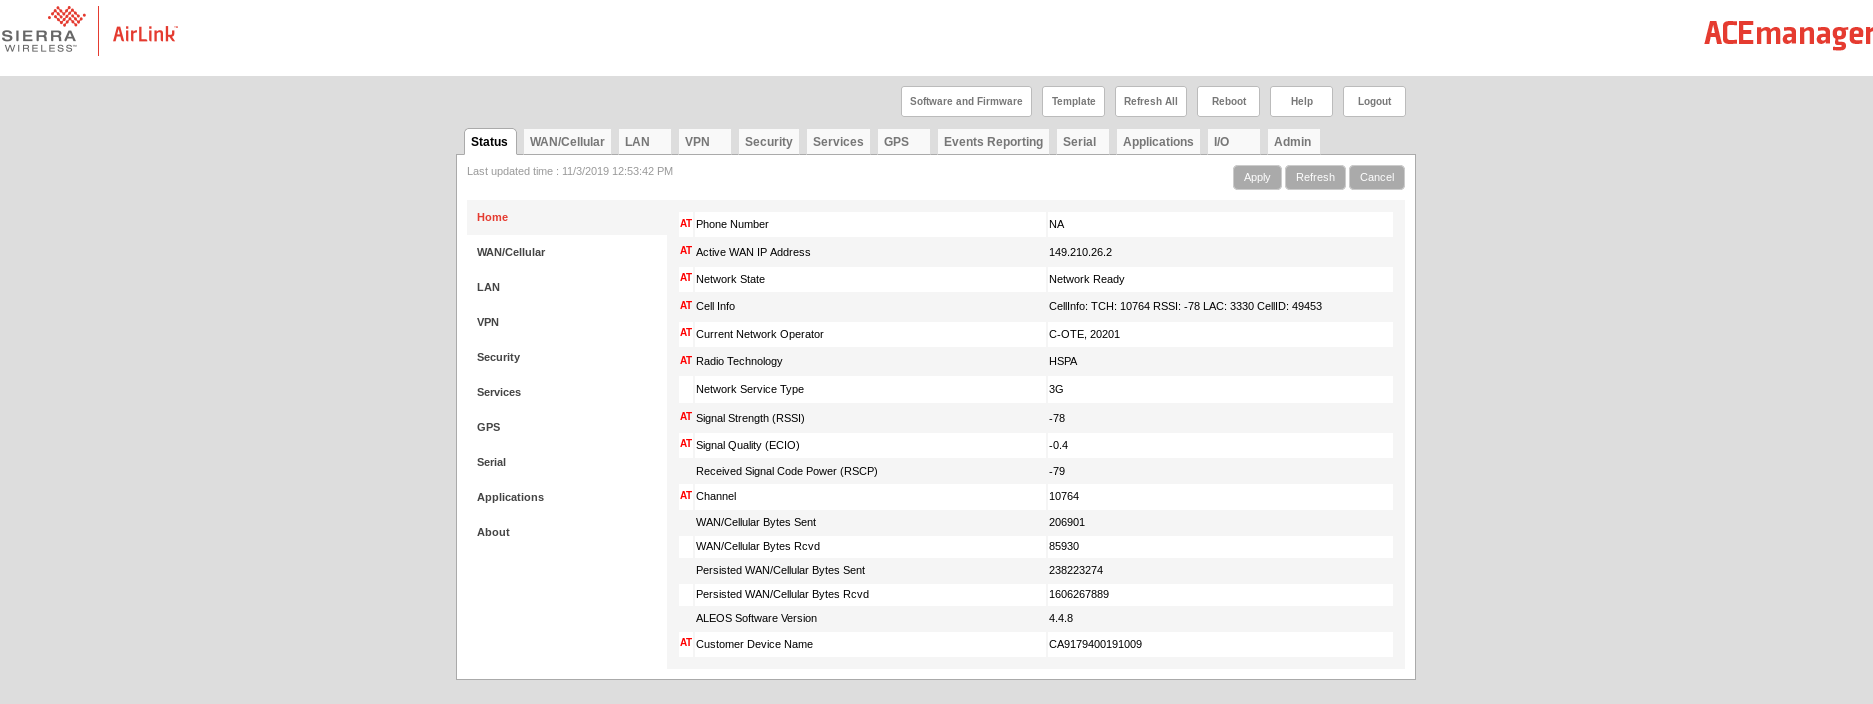 SIERRA
WIRELESS™
AirLink™
ACEmanager
Software and Firmware Template Refresh All Reboot Help Logout
Status WAN/Cellular LAN VPN Security Services GPS Events Reporting Serial Applications I/O Admin
Last updated time : 11/3/2019 12:53:42 PM
Apply Refresh Cancel
Home
WAN/Cellular
LAN
VPN
Security
Services
GPS
Serial
Applications
About
AT Phone Number NA
AT Active WAN IP Address 149.210.26.2
AT Network State Network Ready
AT Cell Info CellInfo: TCH: 10764 RSSI: -78 LAC: 3330 CellID: 49453
AT Current Network Operator C-OTE, 20201
AT Radio Technology HSPA
Network Service Type 3G
AT Signal Strength (RSSI) -78
AT Signal Quality (ECIO) -0.4
Received Signal Code Power (RSCP) -79
AT Channel 10764
WAN/Cellular Bytes Sent 206901
WAN/Cellular Bytes Rcvd 85930
Persisted WAN/Cellular Bytes Sent 238223274
Persisted WAN/Cellular Bytes Rcvd 1606267889
ALEOS Software Version 4.4.8
AT Customer Device Name CA9179400191009